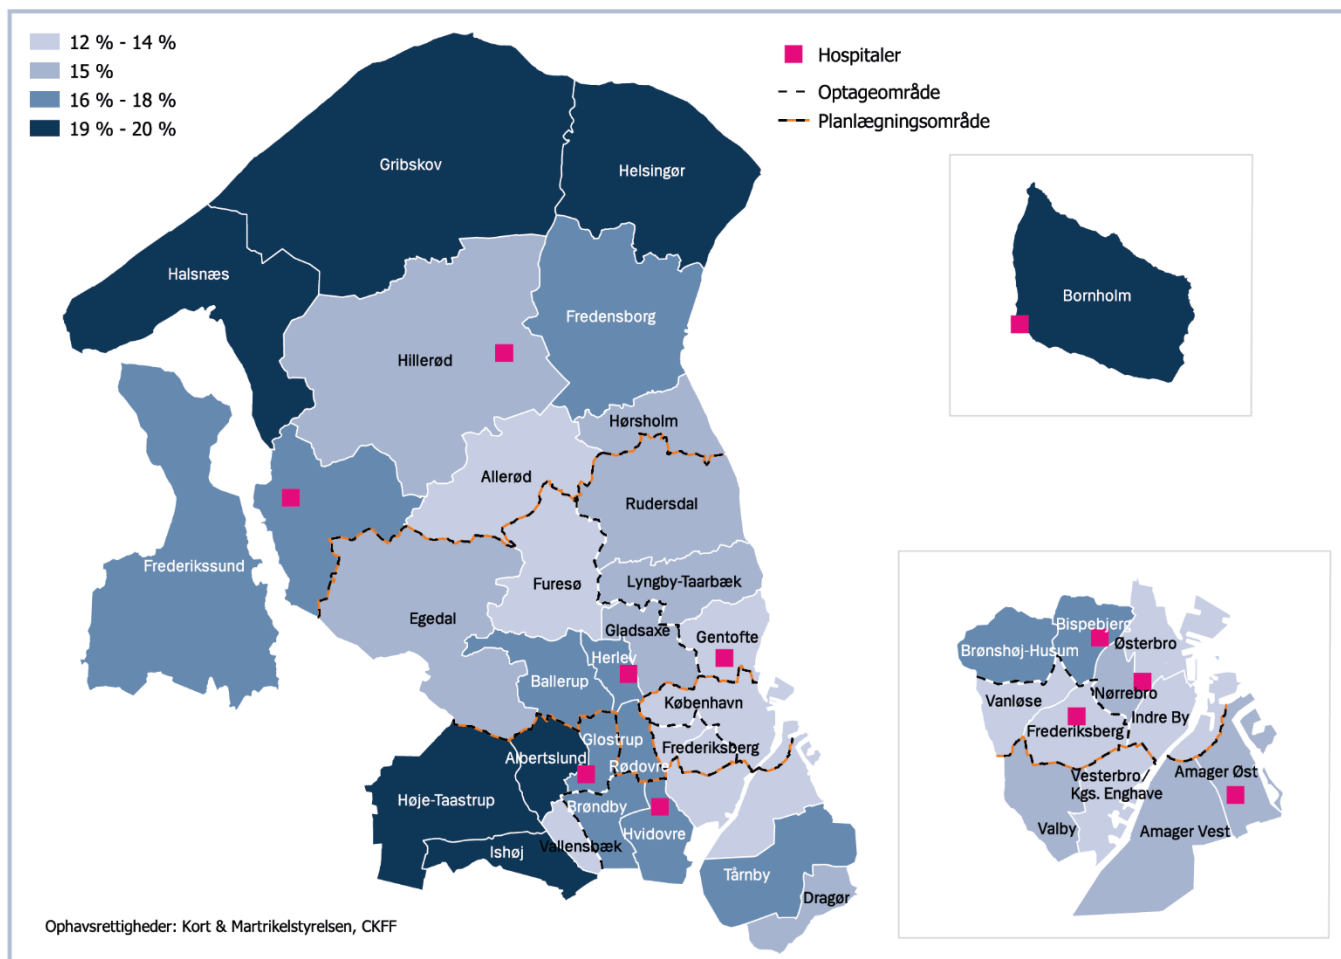 12 % - 14 %
15 %
16 % - 18 %
19 % - 20 %
Hospitaler
Optageområde
Planlægningsområde
Gribskov
Helsingør
Halsnæs
Bornholm
Fredensborg
Hillerød
Hørsholm
Allerød
Rudersdal
Frederikssund
Furesø
Lyngby-Taarbæk
Egedal
Gladsaxe
Gentofte
Herlev
Ballerup
København
Glostrup
Frederiksberg
Albertslund
Rødovre
Høje-Taastrup
Brøndby
Hvidovre
Vallensbæk
Ishøj
Tårnby
Dragør
Bispebjerg
Østerbro
Brønshøj-Husum
Vanløse
Nørrebro
Indre By
Frederiksberg
Vesterbro/
Kgs. Enghave
Amager Øst
Valby
Amager Vest
Ophavsrettigheder: Kort & Martrikelstyrelsen, CKFF